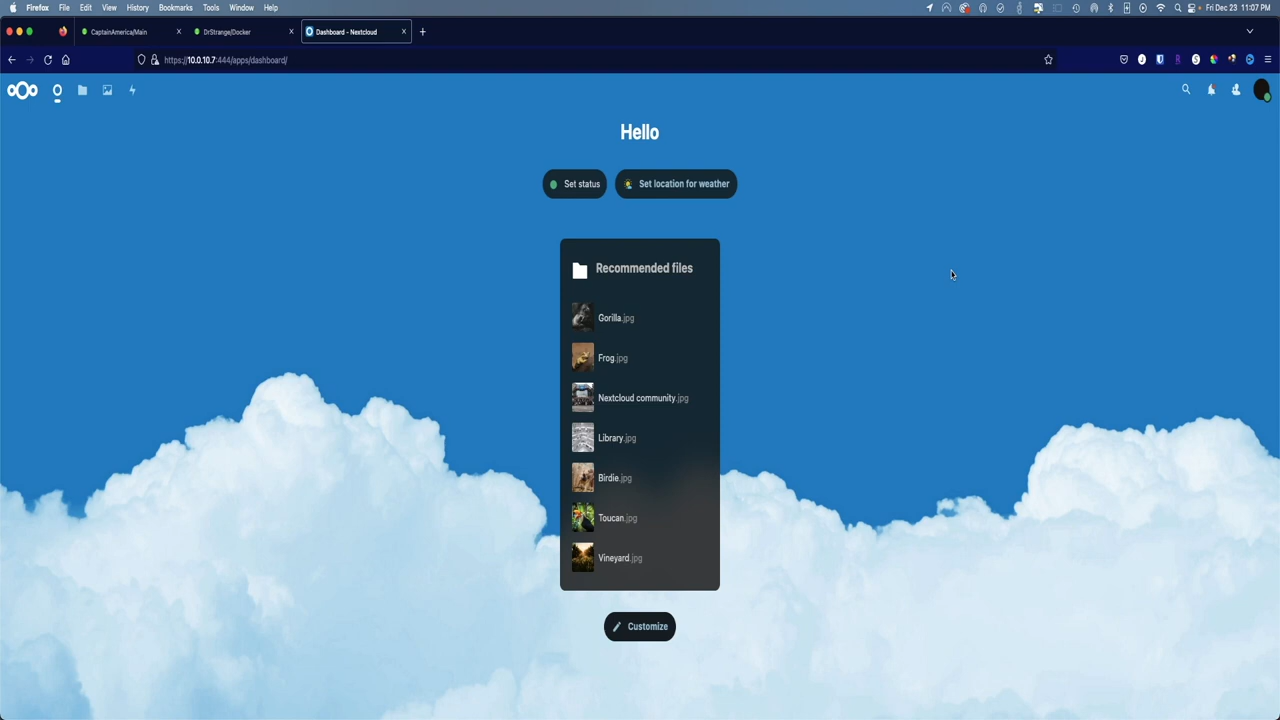 Firefox File Edit View History Bookmarks Tools Window Help Fri Dec 23 11:07 PM
CaptainAmerica/Main DrStrange/Docker Dashboard - Nextcloud
https://10.0.10.7:444/apps/dashboard/
Hello
Set status Set location for weather
Recommended files
Gorilla.jpg
Frog.jpg
Nextcloud community.jpg
Library.jpg
Birdie.jpg
Toucan.jpg
Vineyard.jpg
Customize